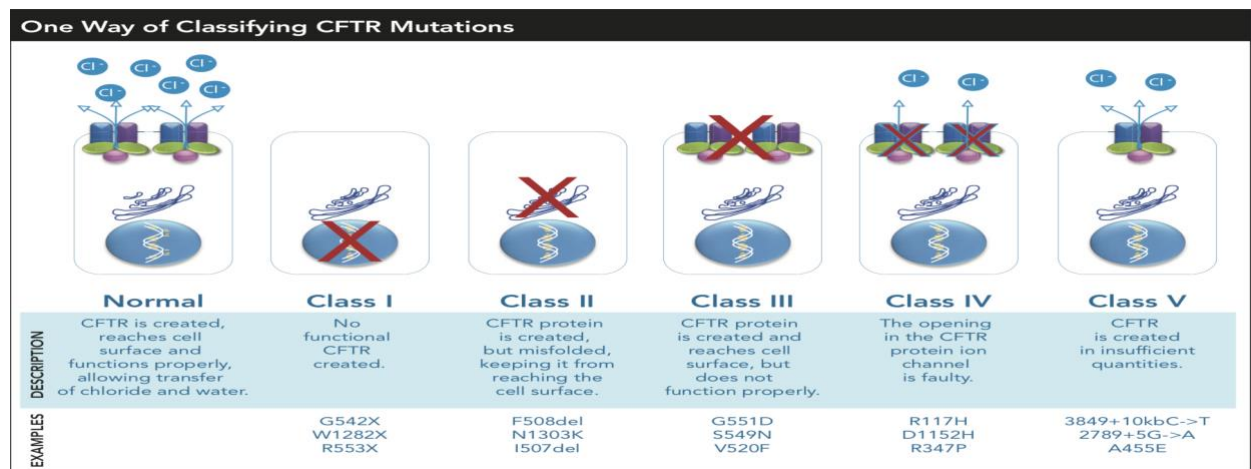 One Way of Classifying CFTR Mutations
Cl-
Cl-
Cl-
Cl-
Cl-
Cl-
Cl-
Cl-
Cl-
Normal
Class I
Class II
Class III
Class IV
Class V
DESCRIPTION
CFTR is created,
reaches cell
surface and
functions properly,
allowing transfer
of chloride and water.
No
functional
CFTR
created.
CFTR protein
is created,
but misfolded,
keeping it from
reaching the
cell surface.
CFTR protein
is created and
reaches cell
surface, but
does not
function properly.
The opening
in the CFTR
protein ion
channel
is faulty.
CFTR
is created
in insufficient
quantities.
EXAMPLES
G542X
W1282X
R553X
F508del
N1303K
I507del
G551D
S549N
V520F
R117H
D1152H
R347P
3849+10kbC->T
2789+5G->A
A455E